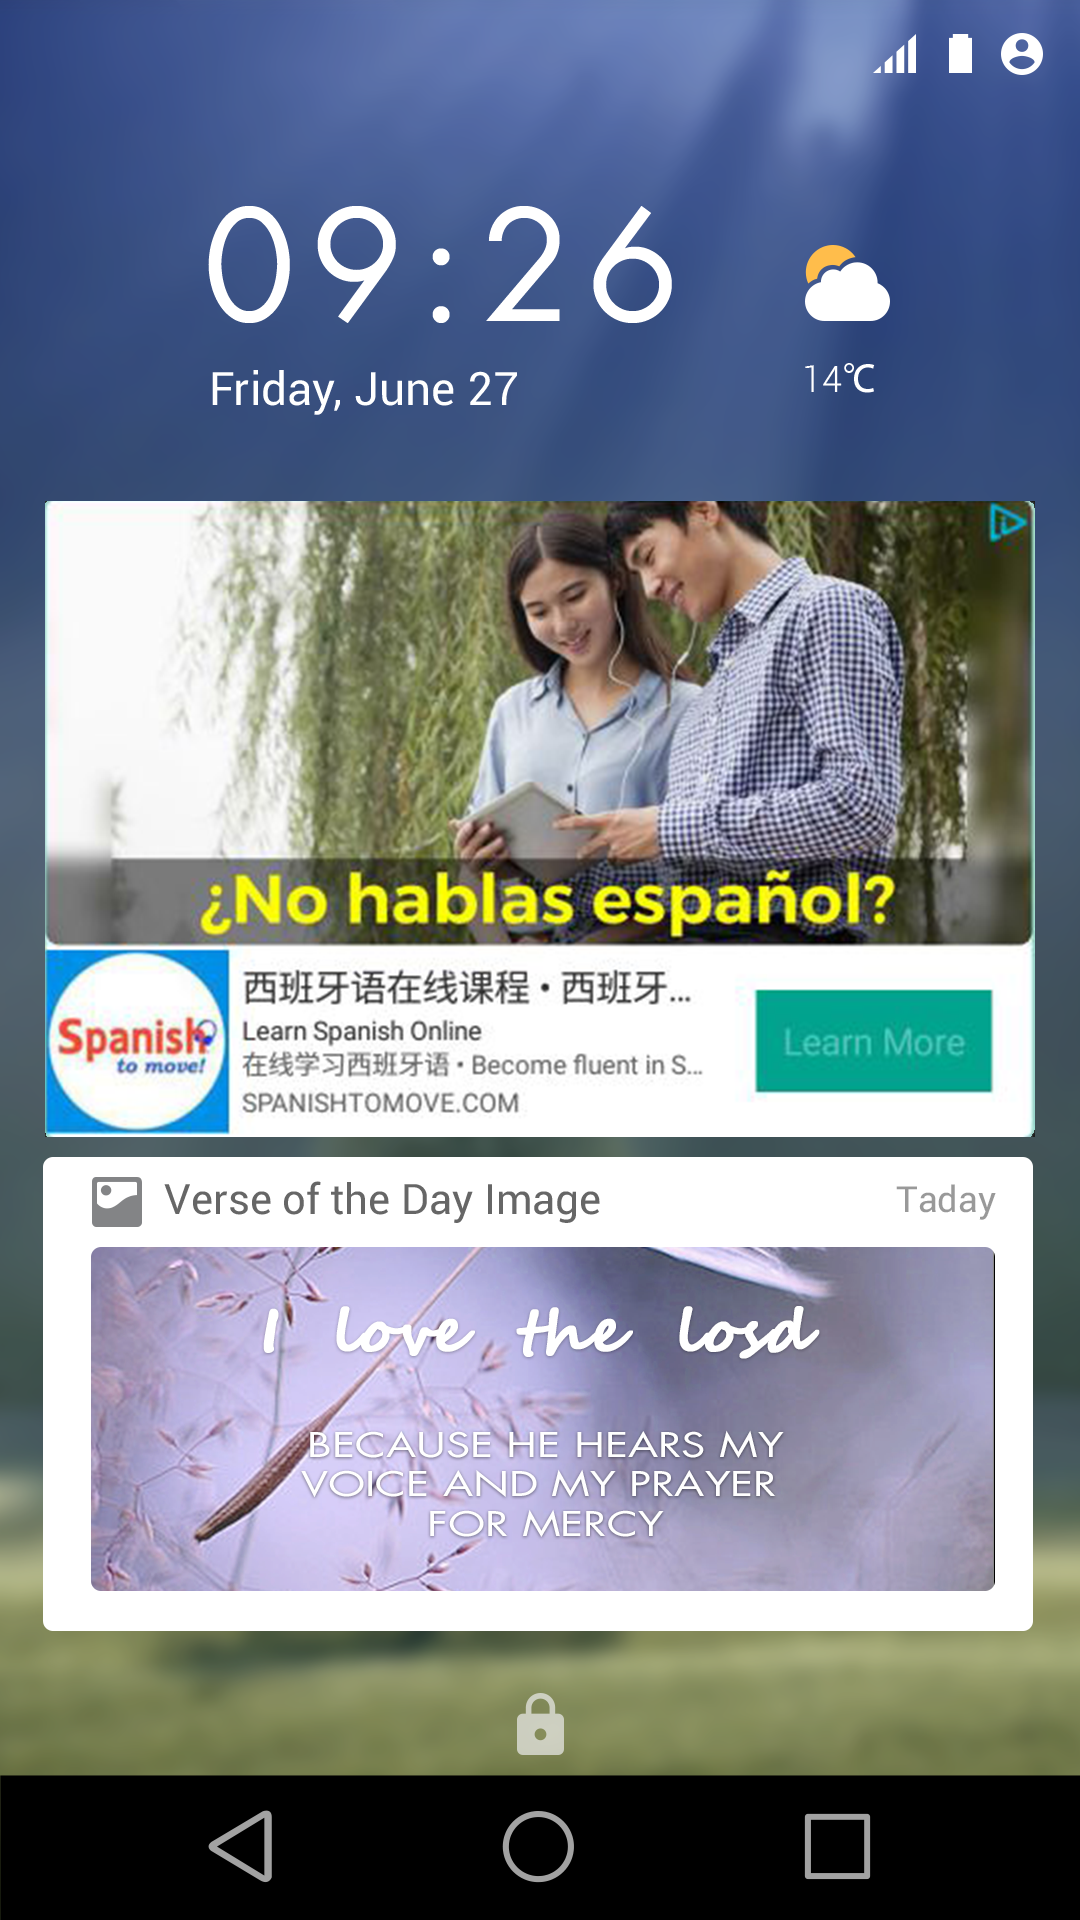 09:26
Friday, June 27
14℃
¿No hablas español?
Spanish
to move!
西班牙语在线课程 • 西班牙...
Learn Spanish Online
在线学习西班牙语 • Become fluent in S...
SPANISHTOMOVE.COM
Learn More
Verse of the Day Image
Taday
I love the losd
BECAUSE HE HEARS MY
VOICE AND MY PRAYER
FOR MERCY